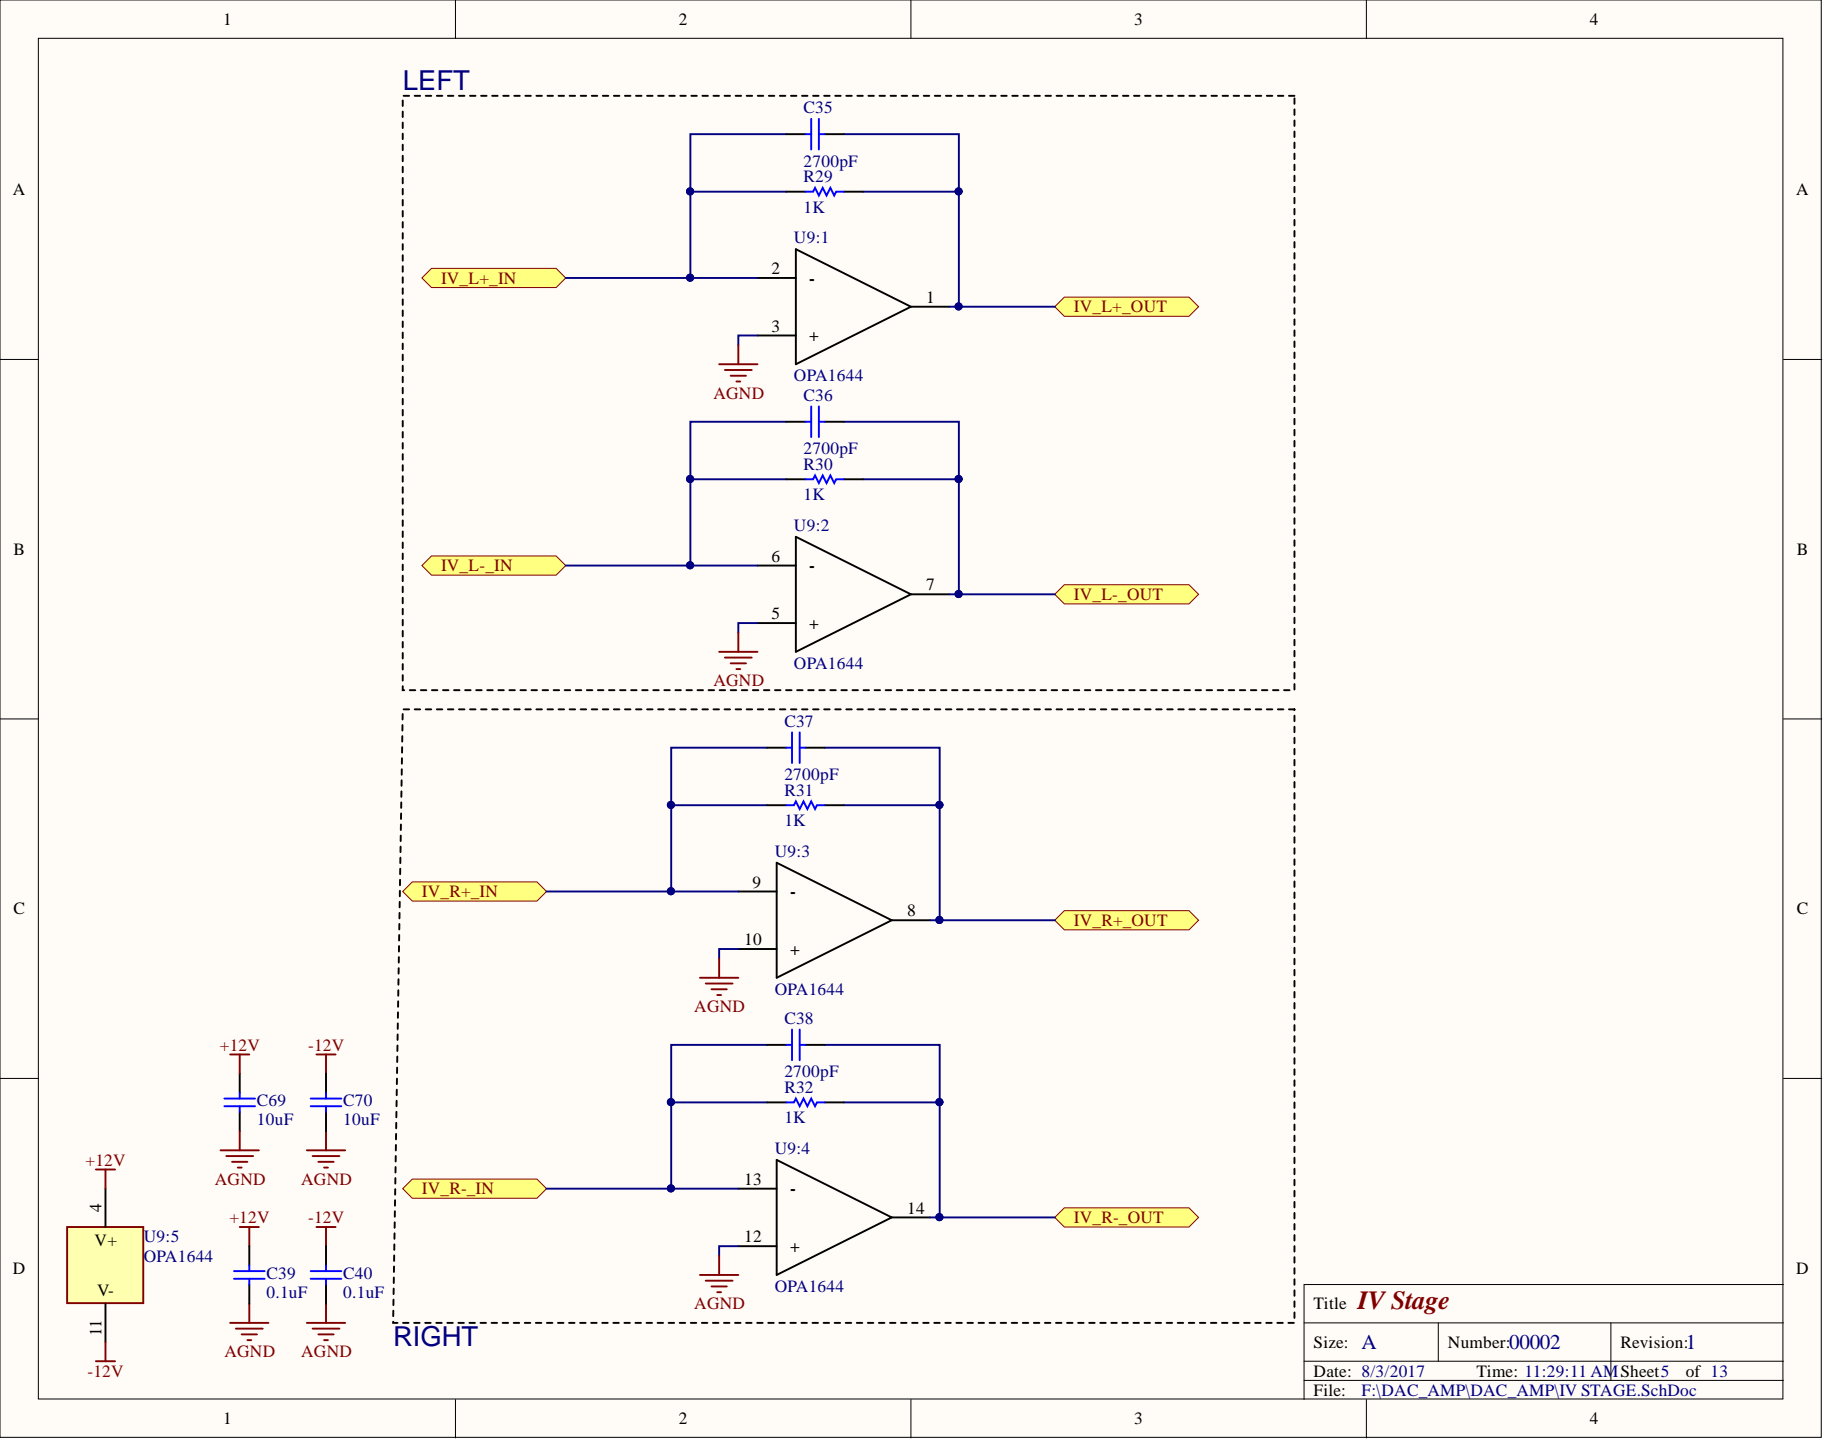 1 2 3 4
LEFT
C35
2700pF
R29
1K
U9:1
IV_L+_IN
2
-
1
IV_L+_OUT
3
+
AGND
OPA1644
C36
2700pF
R30
1K
U9:2
IV_L-_IN
6
-
7
IV_L-_OUT
5
+
AGND
OPA1644
C37
2700pF
R31
1K
U9:3
IV_R+_IN
9
-
8
IV_R+_OUT
10
+
AGND
OPA1644
C38
2700pF
R32
1K
U9:4
IV_R-_IN
13
-
14
IV_R-_OUT
12
+
AGND
OPA1644
RIGHT
+12V
C69
10uF
AGND
-12V
C70
10uF
AGND
+12V
4
V+
V-
11
-12V
U9:5
OPA1644
+12V
C39
0.1uF
AGND
-12V
C40
0.1uF
AGND
A
B
C
D
A
B
C
D
Title IV Stage
Size: A Number:00002 Revision:1
Date: 8/3/2017 Time: 11:29:11 AM Sheet5 of 13
File: F:\DAC_AMP\DAC_AMP\IV STAGE.SchDoc
1 2 3 4